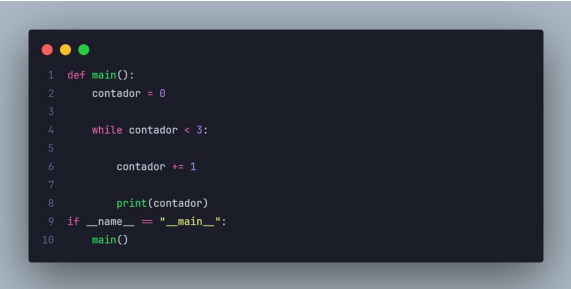 1 def main():
2     contador = 0
3
4     while contador < 3:
5
6         contador += 1
7
8         print(contador)
9 if __name__ == "__main__":
10     main()